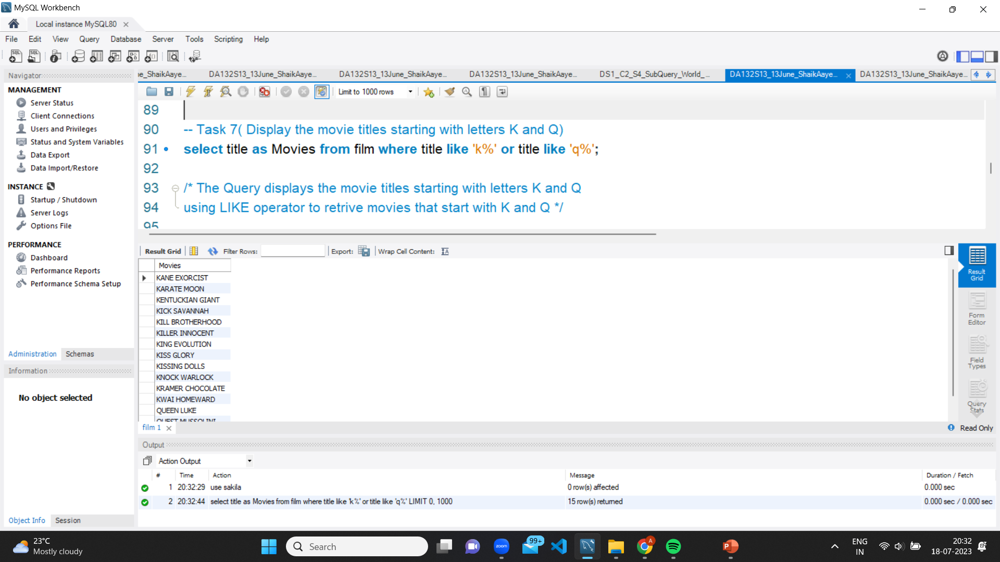 MySQL Workbench
Local instance MySQL80
File Edit View Query Database Server Tools Scripting Help
Navigator
MANAGEMENT
Server Status
Client Connections
Users and Privileges
Status and System Variables
Data Export
Data Import/Restore
INSTANCE
Startup / Shutdown
Server Logs
Options File
PERFORMANCE
Dashboard
Performance Reports
Performance Schema Setup
Administration Schemas
Information
No object selected
Object Info Session
ne_ShaikAaye... DA132S13_13June_ShaikAaye... DA132S13_13June_ShaikAaye... DA132S13_13June_ShaikAaye... DS1_C2_S4_SubQuery_World_... DA132S13_13June_ShaikAaye... DA132S13_13June_ShaikAaye...
Limit to 1000 rows
89
90 -- Task 7( Display the movie titles starting with letters K and Q)
91 select title as Movies from film where title like 'k%' or title like 'q%';
92
93 /* The Query displays the movie titles starting with letters K and Q
94 using LIKE operator to retrive movies that start with K and Q */
95
Result Grid Filter Rows: Export: Wrap Cell Content:
Movies
KANE EXORCIST
KARATE MOON
KENTUCKIAN GIANT
KICK SAVANNAH
KILL BROTHERHOOD
KILLER INNOCENT
KING EVOLUTION
KISS GLORY
KISSING DOLLS
KNOCK WARLOCK
KRAMER CHOCOLATE
KWAI HOMEWARD
QUEEN LUKE
QUEST MUSSOLINI
Result
Grid
Form
Editor
Field
Types
Query
Stats
film 1
Read Only
Output
Action Output
# Time Action Message Duration / Fetch
1 20:32:29 use sakila 0 row(s) affected 0.000 sec
2 20:32:44 select title as Movies from film where title like 'k%' or title like 'q%' LIMIT 0, 1000 15 row(s) returned 0.000 sec / 0.000 sec
23°C
Mostly cloudy
Search
zoom
99+
A
P
ENG
IN
20:32
18-07-2023